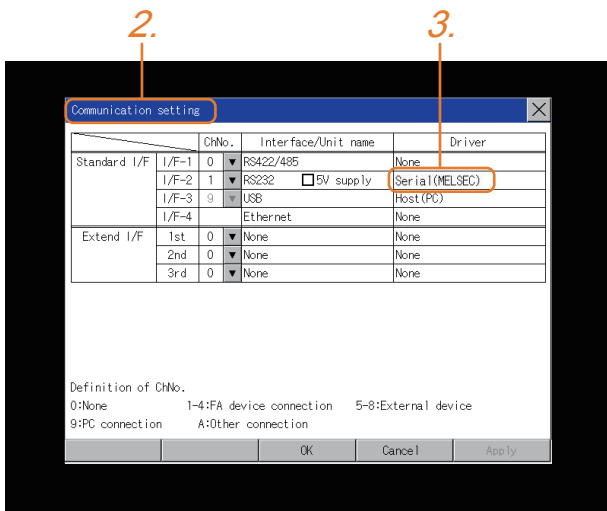 2. 3.
Communication setting
ChNo. Interface/Unit name Driver
Standard I/F I/F-1 0 ▼ RS422/485 None
I/F-2 1 ▼ RS232 5V supply Serial(MELSEC)
I/F-3 9 ▼ USB Host(PC)
I/F-4 Ethernet None
Extend I/F 1st 0 ▼ None None
2nd 0 ▼ None None
3rd 0 ▼ None None
Definition of ChNo.
0:None 1-4:FA device connection 5-8:External device
9:PC connection A:Other connection
OK Cancel Apply